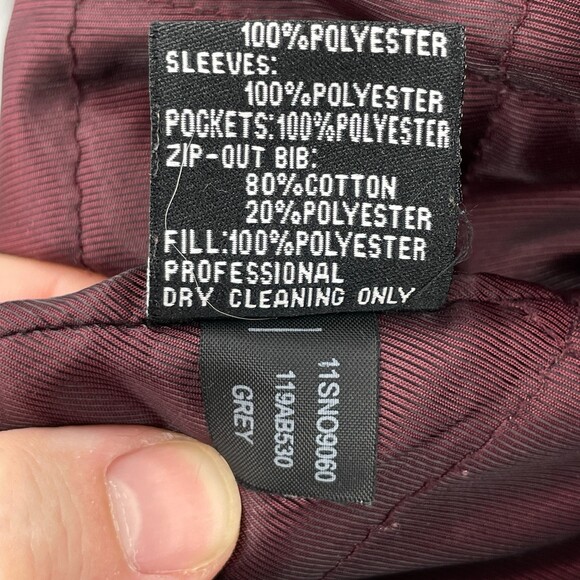 100%POLYESTER
SLEEVES:
100%POLYESTER
POCKETS:100%POLYESTER
ZIP-OUT BIB:
80%COTTON
20%POLYESTER
FILL:100%POLYESTER
PROFESSIONAL
DRY CLEANING ONLY
11SNO9060
119AB530
GREY